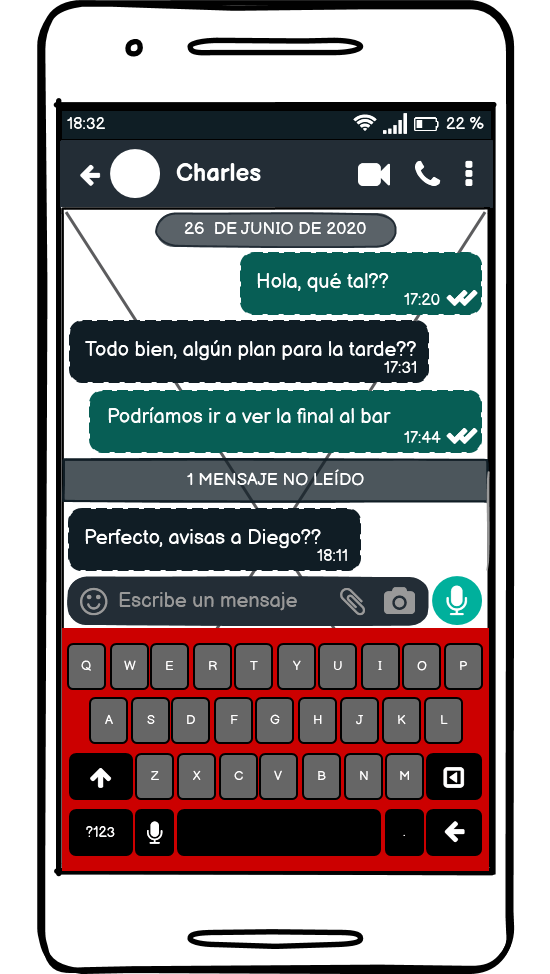 18:32 22 %
Charles
26 DE JUNIO DE 2020
Hola, qué tal??
17:20
Todo bien, algún plan para la tarde??
17:31
Podríamos ir a ver la final al bar
17:44
1 MENSAJE NO LEÍDO
Perfecto, avisas a Diego??
18:11
Escribe un mensaje
Q W E R T Y U I O P
A S D F G H J K L
Z X C V B N M
?123 .